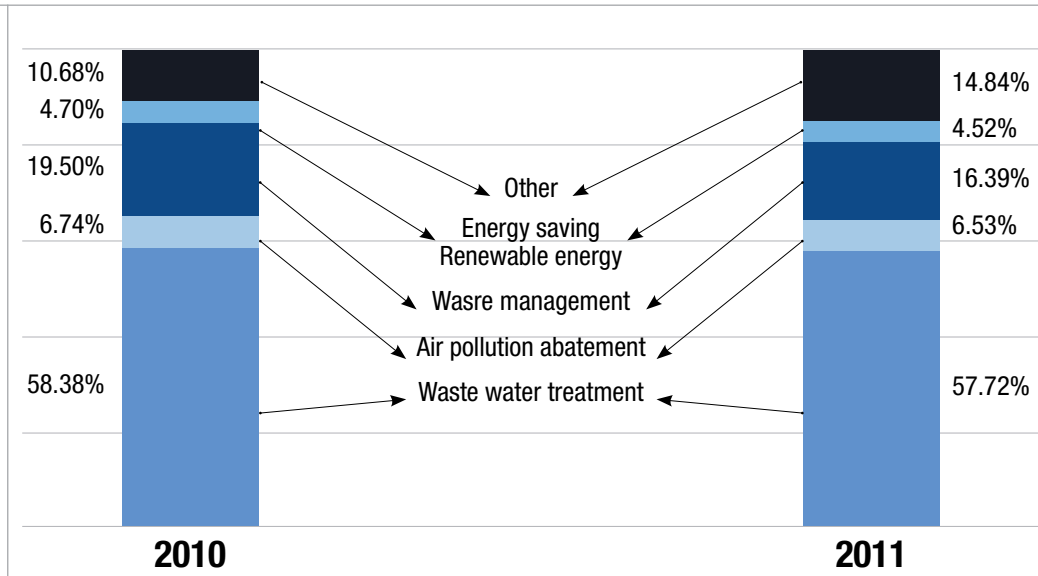 10.68%
4.70%
19.50%
6.74%
58.38%
Other
Energy saving
Renewable energy
Wasre management
Air pollution abatement
Waste water treatment
14.84%
4.52%
16.39%
6.53%
57.72%
2010
2011